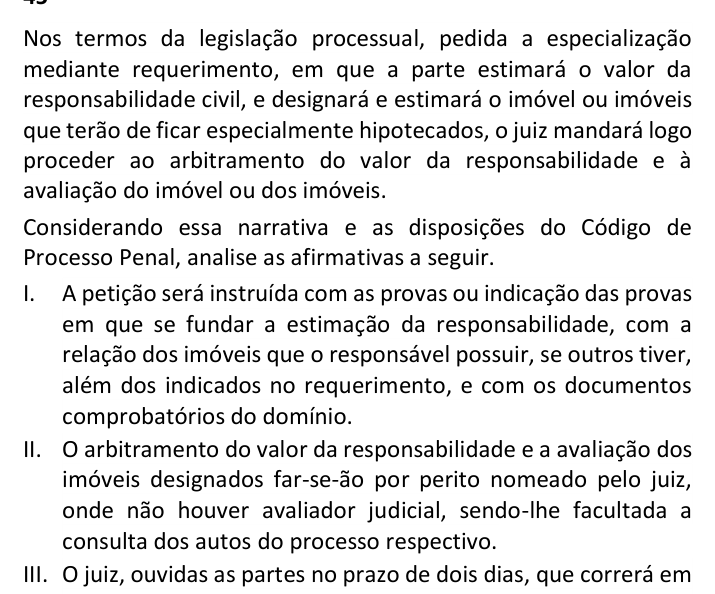 Nos termos da legislação processual, pedida a especialização
mediante requerimento, em que a parte estimará o valor da
responsabilidade civil, e designará e estimará o imóvel ou imóveis
que terão de ficar especialmente hipotecados, o juiz mandará logo
proceder ao arbitramento do valor da responsabilidade e à
avaliação do imóvel ou dos imóveis.
Considerando essa narrativa e as disposições do Código de
Processo Penal, analise as afirmativas a seguir.
I. A petição será instruída com as provas ou indicação das provas
em que se fundar a estimação da responsabilidade, com a
relação dos imóveis que o responsável possuir, se outros tiver,
além dos indicados no requerimento, e com os documentos
comprobatórios do domínio.
II. O arbitramento do valor da responsabilidade e a avaliação dos
imóveis designados far-se-ão por perito nomeado pelo juiz,
onde não houver avaliador judicial, sendo-lhe facultada a
consulta dos autos do processo respectivo.
III. O juiz, ouvidas as partes no prazo de dois dias, que correrá em